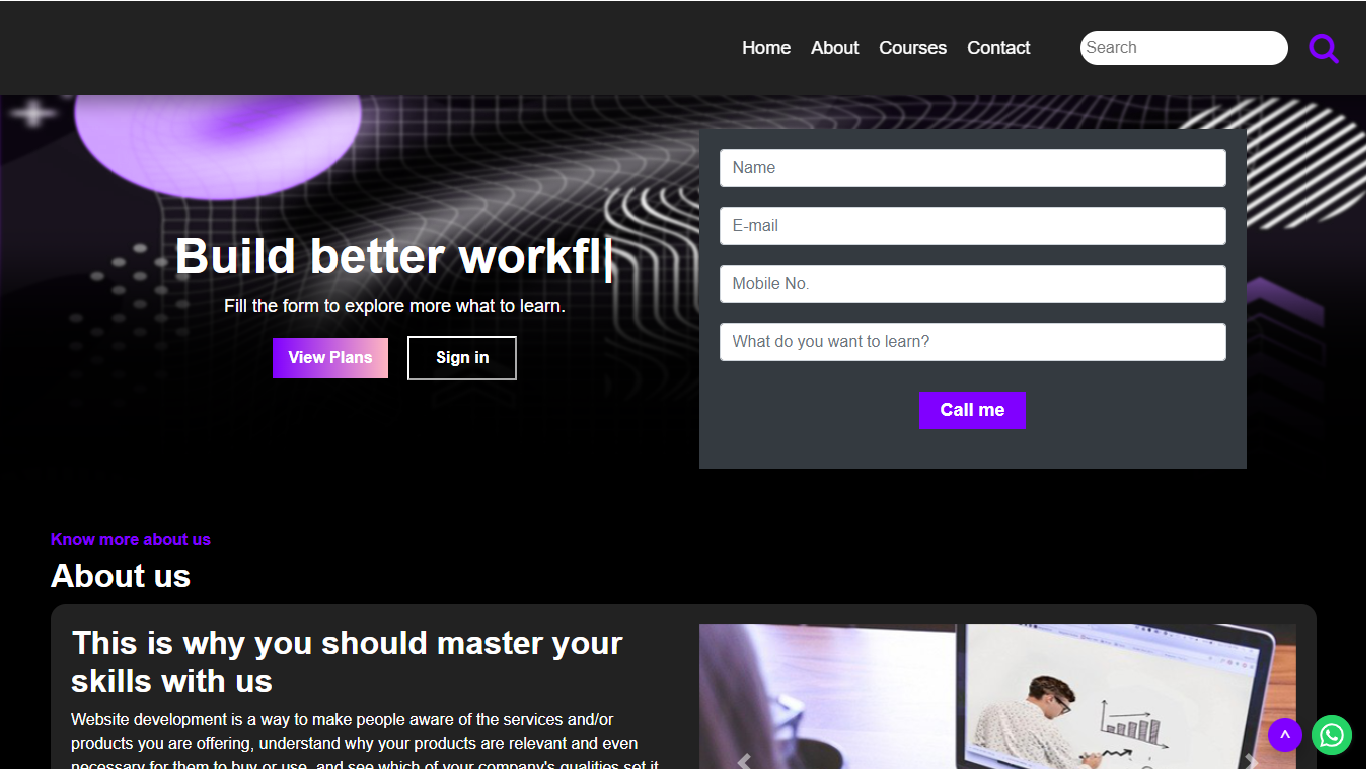 Home About Courses Contact Search
Name
E-mail
Build better workfl|
Mobile No.
Fill the form to explore more what to learn.
What do you want to learn?
View Plans Sign in
Call me
Know more about us
About us
This is why you should master your
skills with us
Website development is a way to make people aware of the services and/or
products you are offering, understand why your products are relevant and even
necessary for them to buy or use, and see which of your company's qualities set it
^